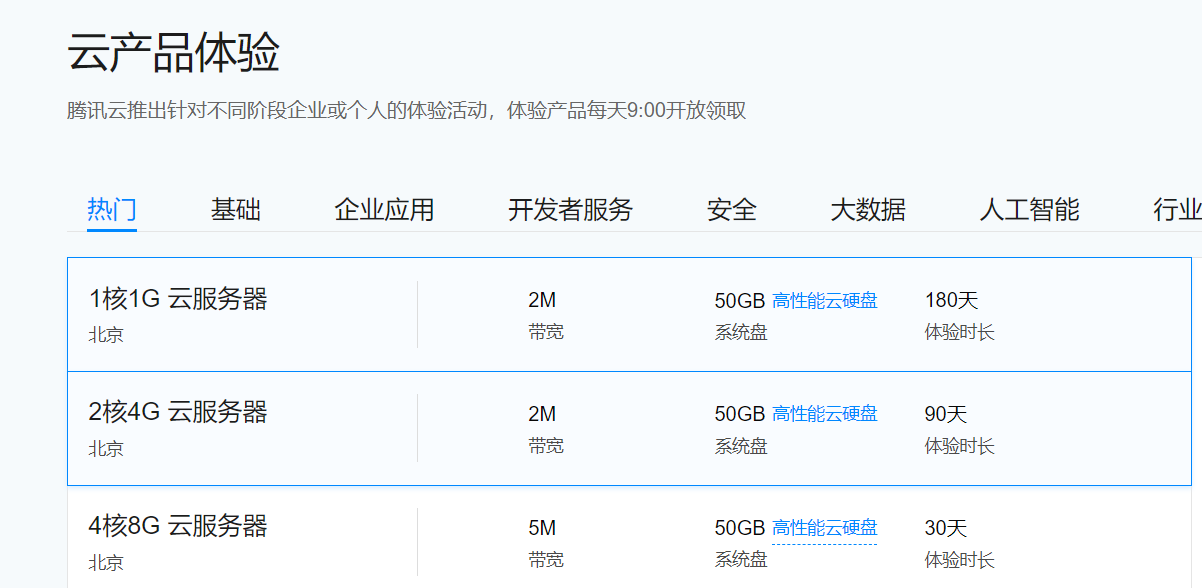 云产品体验
腾讯云推出针对不同阶段企业或个人的体验活动，体验产品每天9:00开放领取
热门 基础 企业应用 开发者服务 安全 大数据 人工智能 行业
1核1G 云服务器 2M 50GB 高性能云硬盘 180天
北京 带宽 系统盘 体验时长
2核4G 云服务器 2M 50GB 高性能云硬盘 90天
北京 带宽 系统盘 体验时长
4核8G 云服务器 5M 50GB 高性能云硬盘 30天
北京 带宽 系统盘 体验时长